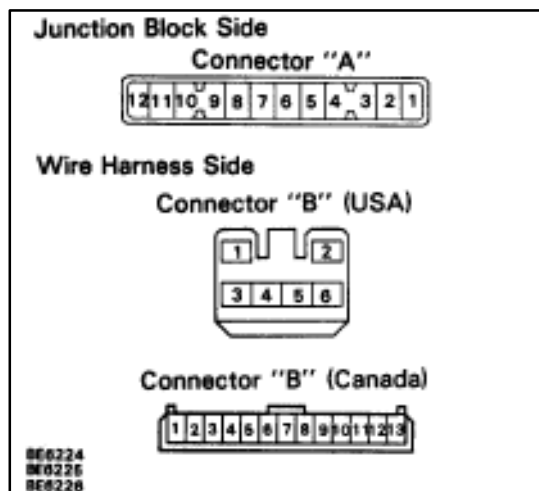 Junction Block Side
Connector "A"
12 11 10 9 8 7 6 5 4 3 2 1
Wire Harness Side
Connector "B" (USA)
1 2
3 4 5 6
Connector "B" (Canada)
1 2 3 4 5 6 7 8 9 10 11 12 13
BE6224
BE6225
BE6226